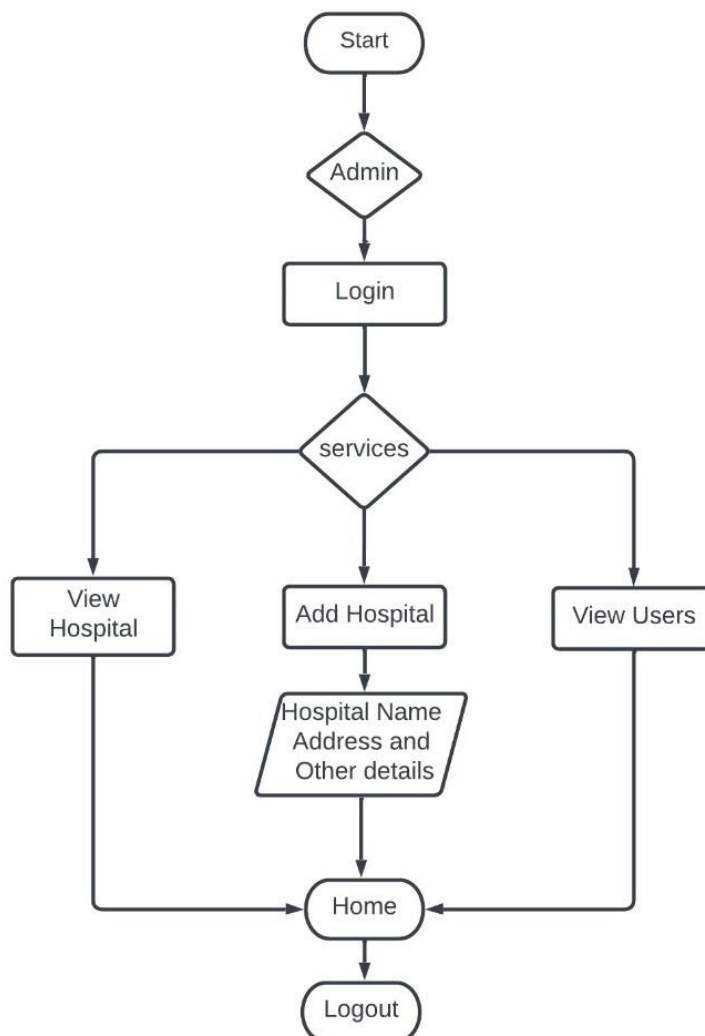 Start
Admin
Login
services
View
Hospital
Add Hospital
View Users
Hospital Name
Address and
Other details
Home
Logout